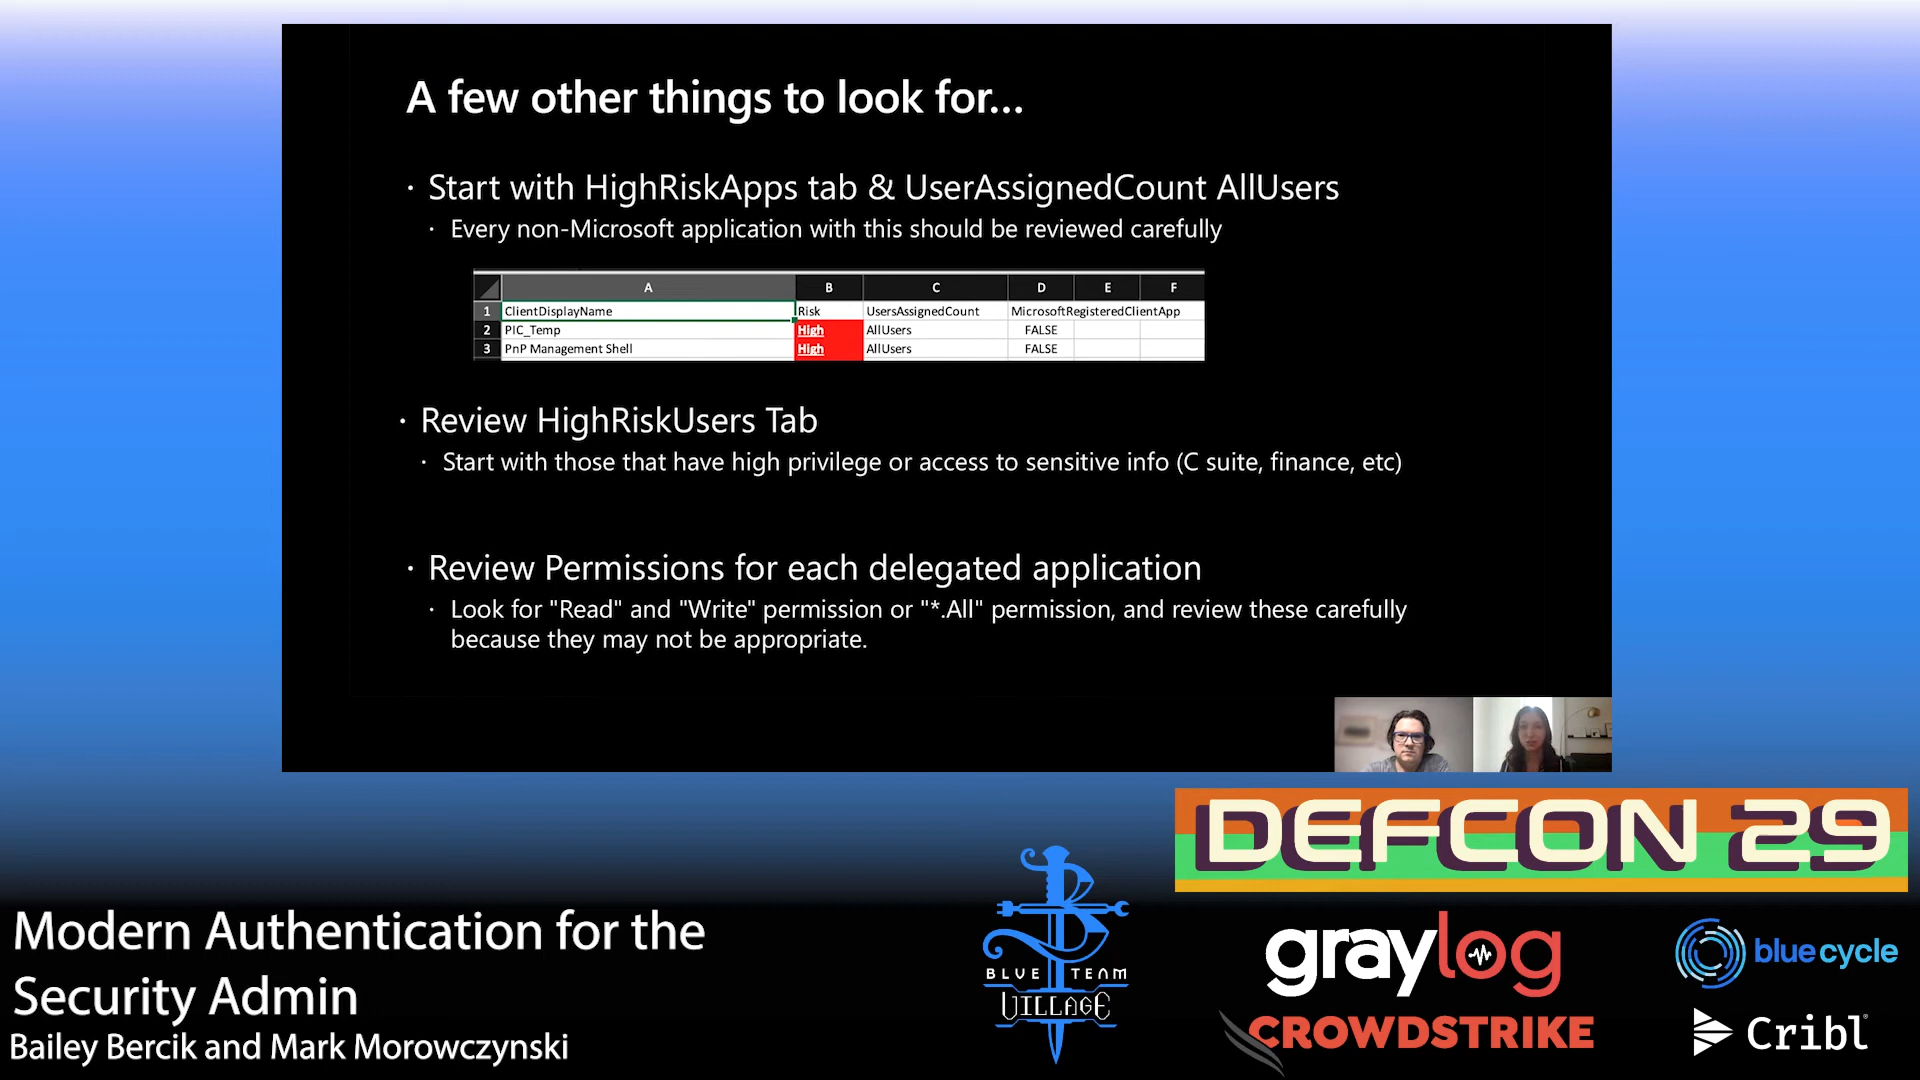 A few other things to look for...
· Start with HighRiskApps tab & UserAssignedCount AllUsers
· Every non-Microsoft application with this should be reviewed carefully
A B C D E F
1 ClientDisplayName Risk UsersAssignedCount MicrosoftRegisteredClientApp
2 PIC_Temp High AllUsers FALSE
3 PnP Management Shell High AllUsers FALSE
· Review HighRiskUsers Tab
· Start with those that have high privilege or access to sensitive info (C suite, finance, etc)
· Review Permissions for each delegated application
· Look for "Read" and "Write" permission or "*.All" permission, and review these carefully
because they may not be appropriate.
DEFCON 29
Modern Authentication for the
Security Admin
Bailey Bercik and Mark Morowczynski
BLUE TEAM
VILLAGE
graylog
blue cycle
CROWDSTRIKE
Cribl